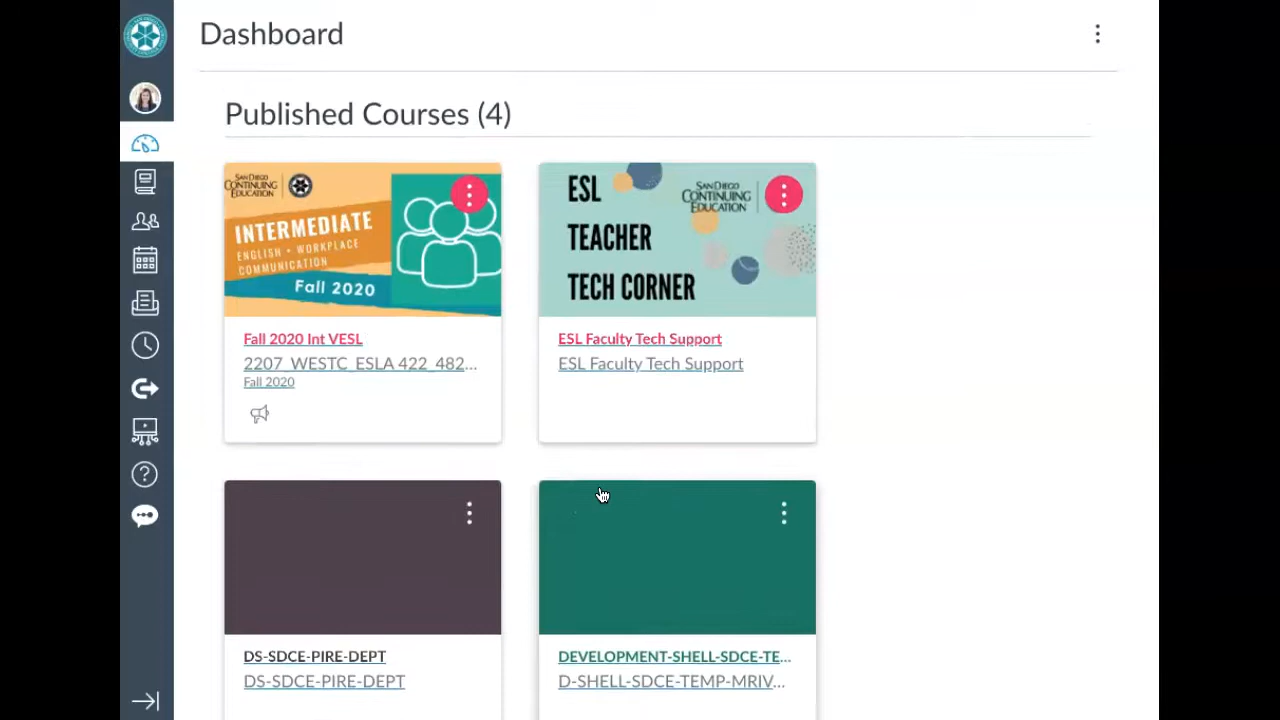 Dashboard
Published Courses (4)
SAN DIEGO
CONTINUING
EDUCATION
INTERMEDIATE
ENGLISH + WORKPLACE
COMMUNICATION
Fall 2020
Fall 2020 Int VESL
2207_WESTC_ESLA 422_482...
Fall 2020
ESL
TEACHER
TECH CORNER
SAN DIEGO
CONTINUING
EDUCATION
ESL Faculty Tech Support
ESL Faculty Tech Support
DS-SDCE-PIRE-DEPT
DS-SDCE-PIRE-DEPT
DEVELOPMENT-SHELL-SDCE-TE...
D-SHELL-SDCE-TEMP-MRIV...